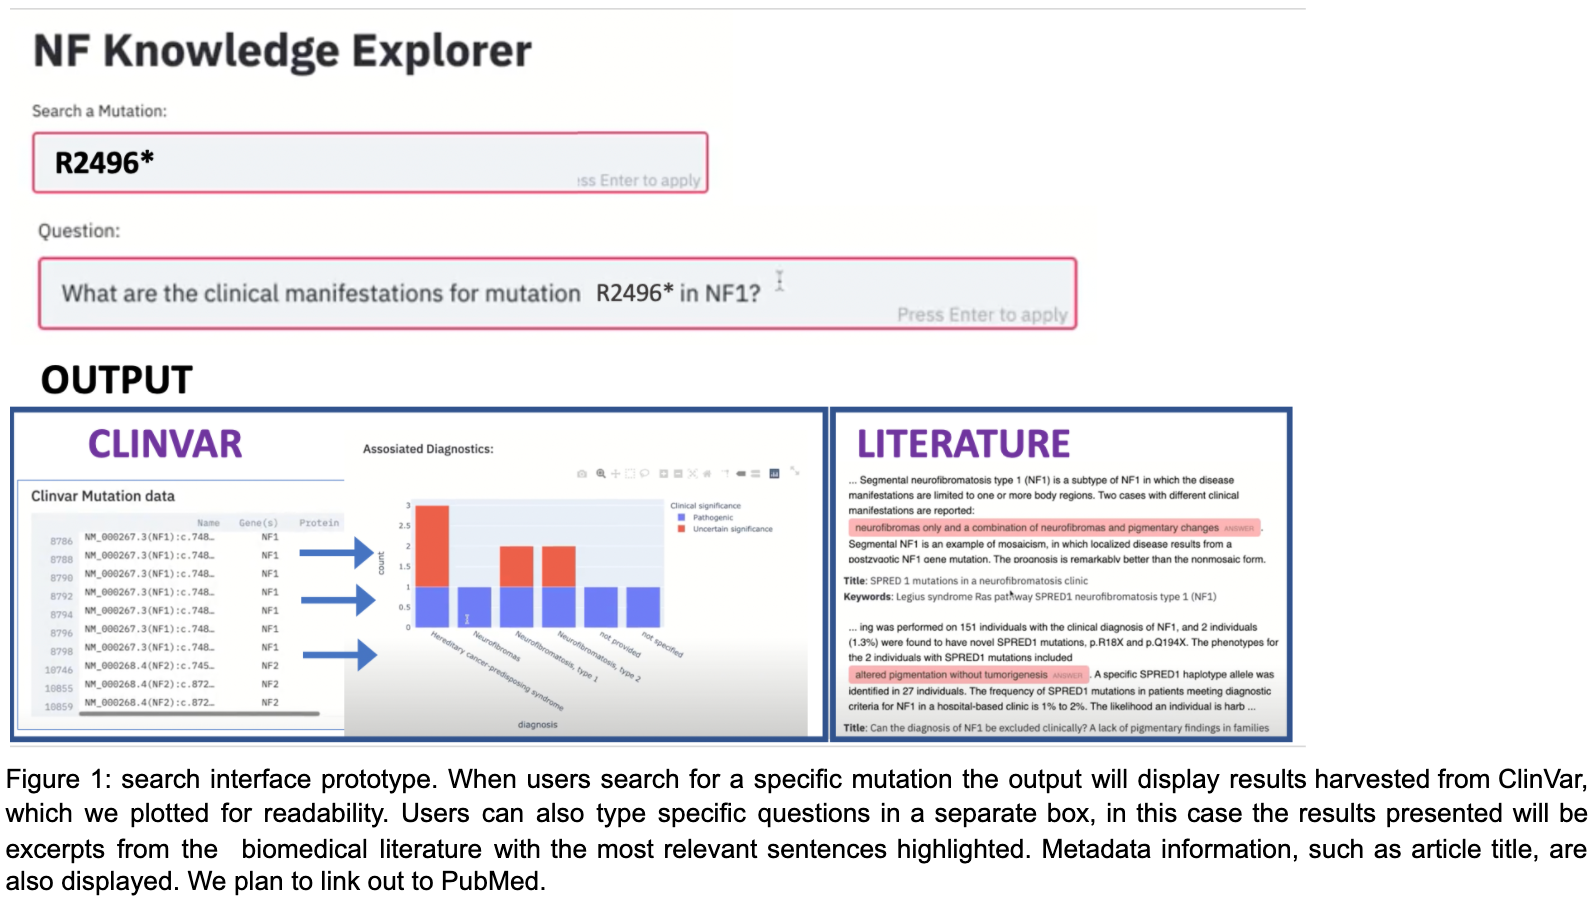 NF Knowledge Explorer
Search a Mutation:
R2496*
ss Enter to apply
Question:
What are the clinical manifestations for mutation R2496* in NF1?
Press Enter to apply
OUTPUT
CLINVAR
Clinvar Mutation data
Name Gene(s) Protein
8786 NM_000267.3(NF1):c.748… NF1
8788 NM_000267.3(NF1):c.748… NF1
8790 NM_000267.3(NF1):c.748… NF1
8792 NM_000267.3(NF1):c.748… NF1
8794 NM_000267.3(NF1):c.748… NF1
8796 NM_000267.3(NF1):c.748… NF1
8798 NM_000267.3(NF1):c.748… NF1
10746 NM_000268.4(NF2):c.745… NF2
10855 NM_000268.4(NF2):c.872… NF2
10859 NM_000268.4(NF2):c.872… NF2
Assosiated Diagnostics:
Clinical significance
Pathogenic
Uncertain significance
3
2.5
2
1.5
1
0.5
0
count
Hereditary cancer-predisposing syndrome
Neurofibromas
Neurofibromatosis, type 1
Neurofibromatosis, type 2
not provided
not specified
diagnosis
LITERATURE
... Segmental neurofibromatosis type 1 (NF1) is a subtype of NF1 in which the disease
manifestations are limited to one or more body regions. Two cases with different clinical
manifestations are reported:
neurofibromas only and a combination of neurofibromas and pigmentary changes ANSWER .
Segmental NF1 is an example of mosaicism, in which localized disease results from a
postzygotic NF1 gene mutation. The prognosis is remarkably better than the nonmosaic form.
Title: SPRED 1 mutations in a neurofibromatosis clinic
Keywords: Legius syndrome Ras pathway SPRED1 neurofibromatosis type 1 (NF1)
... ing was performed on 151 individuals with the clinical diagnosis of NF1, and 2 individuals
(1.3%) were found to have novel SPRED1 mutations, p.R18X and p.Q194X. The phenotypes for
the 2 individuals with SPRED1 mutations included
altered pigmentation without tumorigenesis ANSWER . A specific SPRED1 haplotype allele was
identified in 27 individuals. The frequency of SPRED1 mutations in patients meeting diagnostic
criteria for NF1 in a hospital-based clinic is 1% to 2%. The likelihood an individual is harb ...
Title: Can the diagnosis of NF1 be excluded clinically? A lack of pigmentary findings in families
Figure 1: search interface prototype. When users search for a specific mutation the output will display results harvested from ClinVar,
which we plotted for readability. Users can also type specific questions in a separate box, in this case the results presented will be
excerpts from the biomedical literature with the most relevant sentences highlighted. Metadata information, such as article title, are
also displayed. We plan to link out to PubMed.